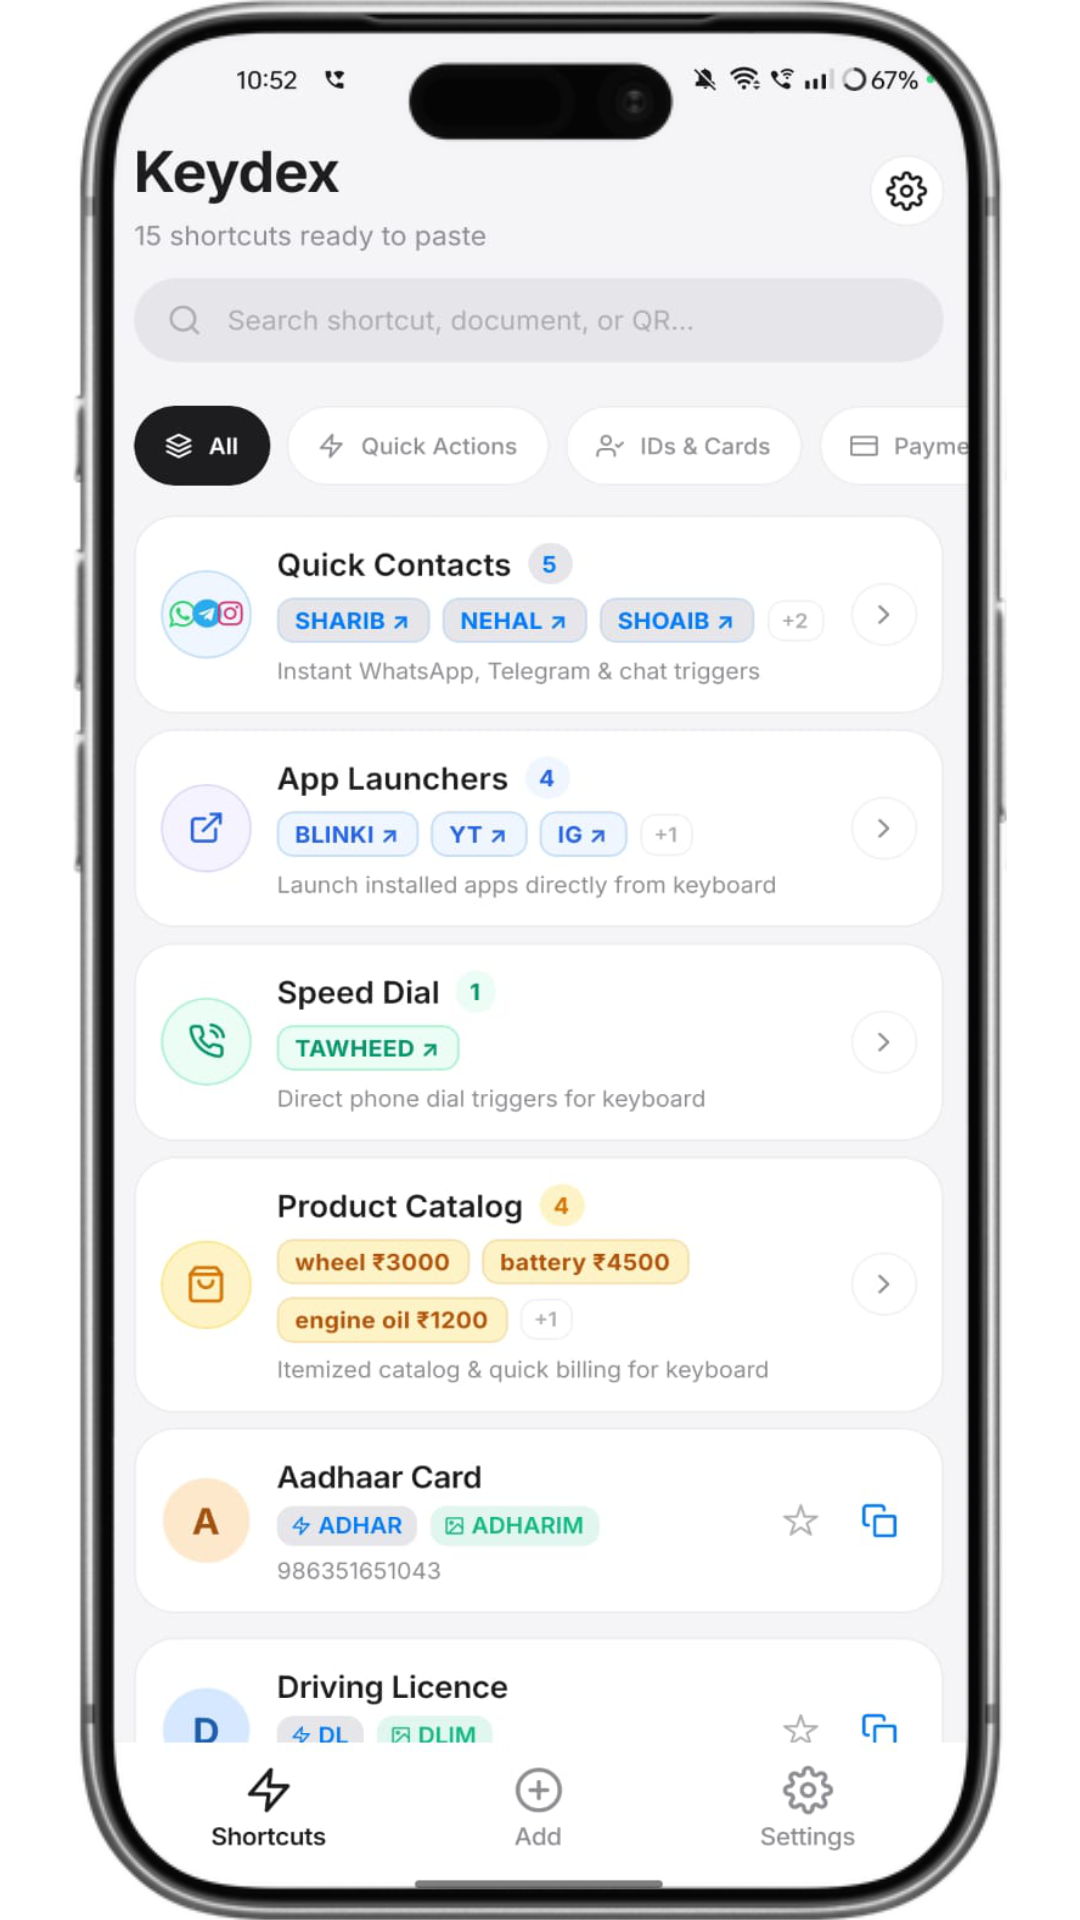 10:52
67%
Keydex
15 shortcuts ready to paste
Search shortcut, document, or QR...
All
Quick Actions
IDs & Cards
Payme
Quick Contacts 5
SHARIB ↗ NEHAL ↗ SHOAIB ↗ +2
Instant WhatsApp, Telegram & chat triggers
App Launchers 4
BLINKI ↗ YT ↗ IG ↗ +1
Launch installed apps directly from keyboard
Speed Dial 1
TAWHEED ↗
Direct phone dial triggers for keyboard
Product Catalog 4
wheel ₹3000 battery ₹4500
engine oil ₹1200 +1
Itemized catalog & quick billing for keyboard
A
Aadhaar Card
ADHAR ADHARIM
986351651043
D
Driving Licence
DL DLIM
Shortcuts
Add
Settings